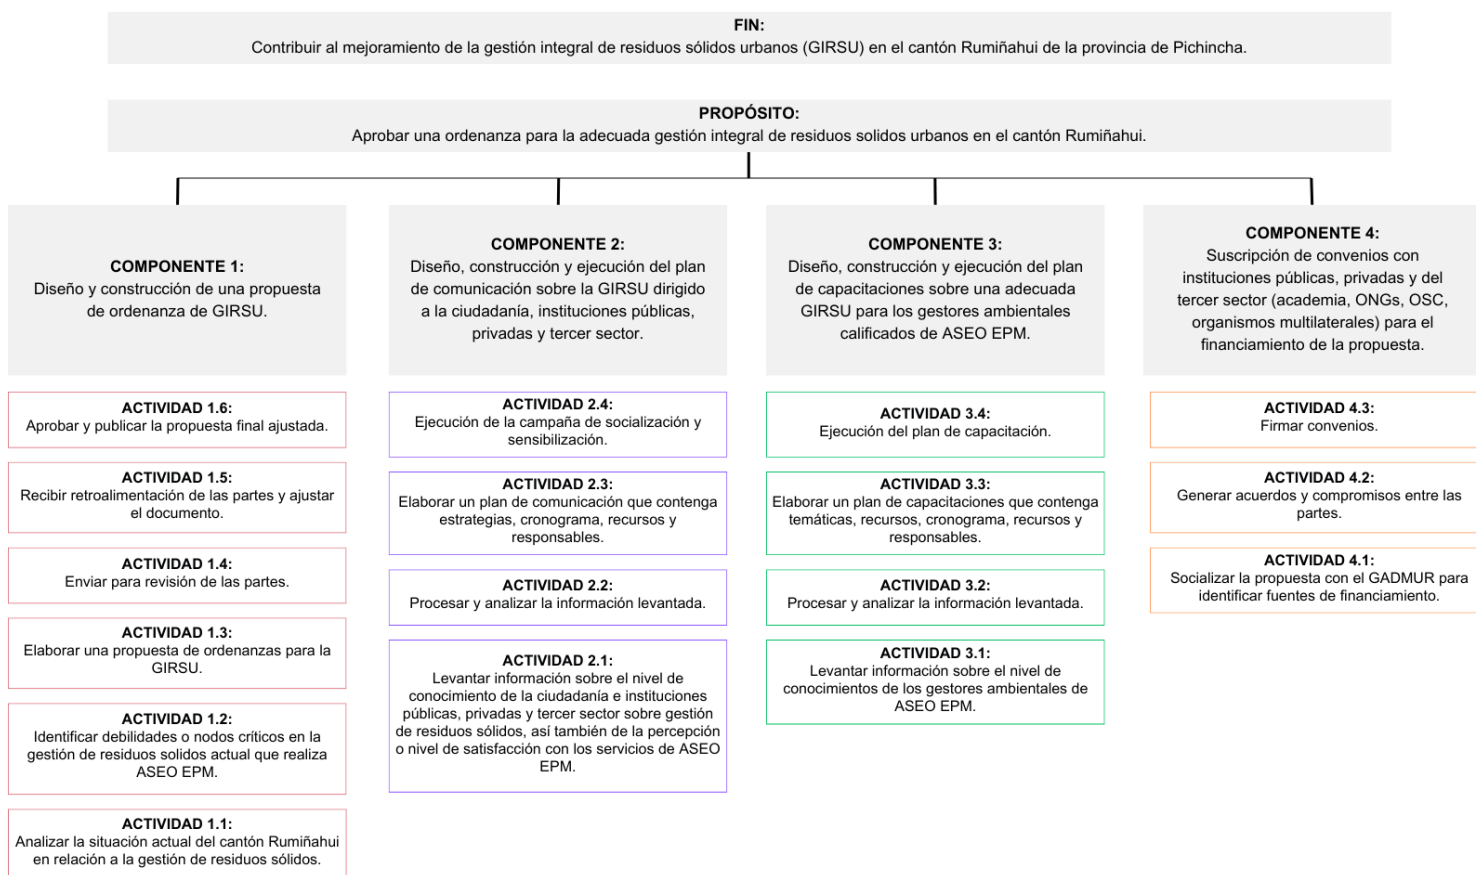 FIN:
Contribuir al mejoramiento de la gestión integral de residuos sólidos urbanos (GIRSU) en el cantón Rumiñahui de la provincia de Pichincha.
PROPÓSITO:
Aprobar una ordenanza para la adecuada gestión integral de residuos solidos urbanos en el cantón Rumiñahui.
COMPONENTE 1:
Diseño y construcción de una propuesta
de ordenanza de GIRSU.
ACTIVIDAD 1.6:
Aprobar y publicar la propuesta final ajustada.
ACTIVIDAD 1.5:
Recibir retroalimentación de las partes y ajustar
el documento.
ACTIVIDAD 1.4:
Enviar para revisión de las partes.
ACTIVIDAD 1.3:
Elaborar una propuesta de ordenanzas para la
GIRSU.
ACTIVIDAD 1.2:
Identificar debilidades o nodos críticos en la
gestión de residuos solidos actual que realiza
ASEO EPM.
ACTIVIDAD 1.1:
Analizar la situación actual del cantón Rumiñahui
en relación a la gestión de residuos sólidos.
COMPONENTE 2:
Diseño, construcción y ejecución del plan
de comunicación sobre la GIRSU dirigido
a la ciudadanía, instituciones públicas,
privadas y tercer sector.
ACTIVIDAD 2.4:
Ejecución de la campaña de socialización y
sensibilización.
ACTIVIDAD 2.3:
Elaborar un plan de comunicación que contenga
estrategias, cronograma, recursos y
responsables.
ACTIVIDAD 2.2:
Procesar y analizar la información levantada.
ACTIVIDAD 2.1:
Levantar información sobre el nivel de
conocimiento de la ciudadanía e instituciones
públicas, privadas y tercer sector sobre gestión
de residuos sólidos, así también de la percepción
o nivel de satisfacción con los servicios de ASEO
EPM.
COMPONENTE 3:
Diseño, construcción y ejecución del plan
de capacitaciones sobre una adecuada
GIRSU para los gestores ambientales
calificados de ASEO EPM.
ACTIVIDAD 3.4:
Ejecución del plan de capacitación.
ACTIVIDAD 3.3:
Elaborar un plan de capacitaciones que contenga
temáticas, recursos, cronograma, recursos y
responsables.
ACTIVIDAD 3.2:
Procesar y analizar la información levantada.
ACTIVIDAD 3.1:
Levantar información sobre el nivel de
conocimientos de los gestores ambientales de
ASEO EPM.
COMPONENTE 4:
Suscripción de convenios con
instituciones públicas, privadas y del
tercer sector (academia, ONGs, OSC,
organismos multilaterales) para el
financiamiento de la propuesta.
ACTIVIDAD 4.3:
Firmar convenios.
ACTIVIDAD 4.2:
Generar acuerdos y compromisos entre las
partes.
ACTIVIDAD 4.1:
Socializar la propuesta con el GADMUR para
identificar fuentes de financiamiento.